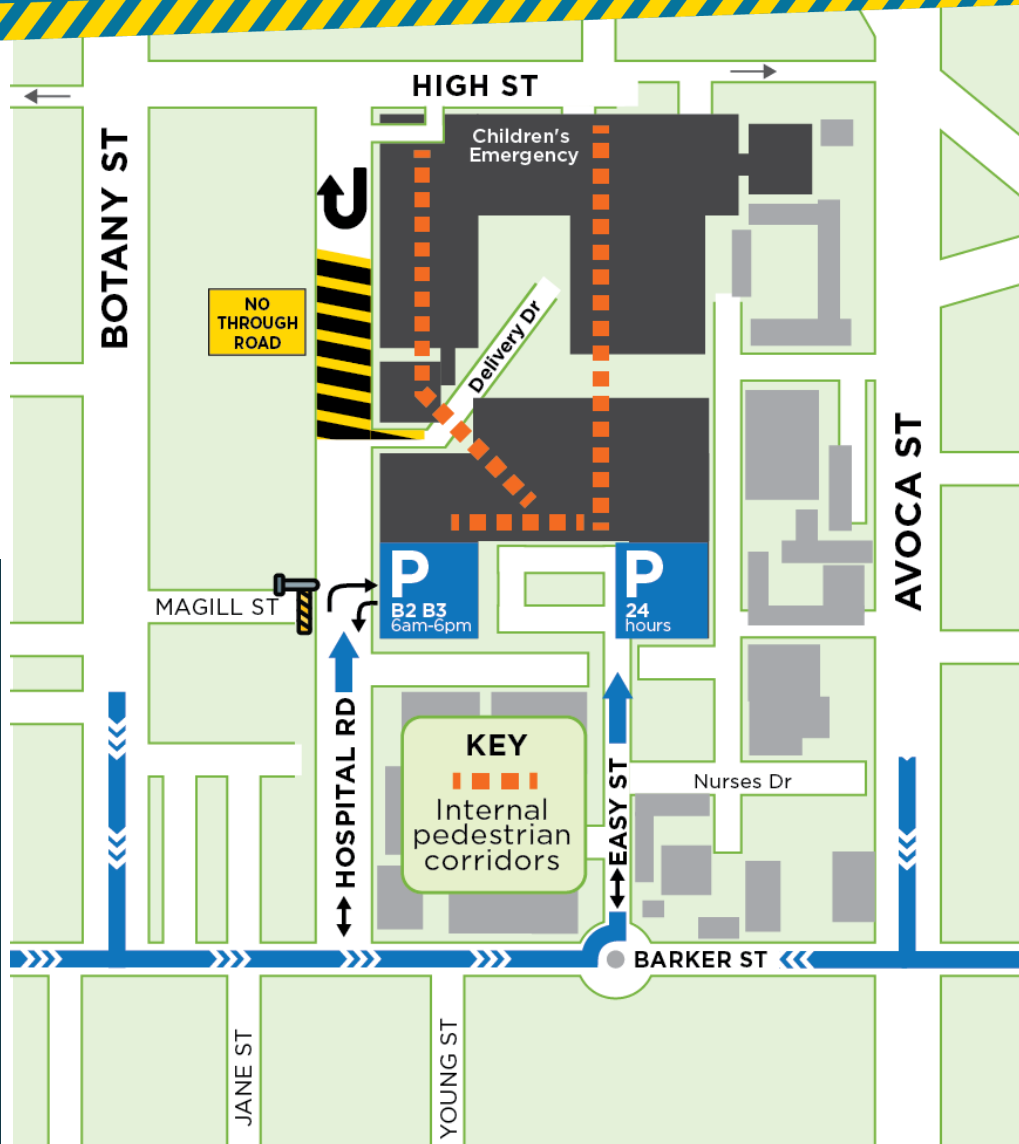 HIGH ST
BOTANY ST
Children's
Emergency
NO
THROUGH
ROAD
Delivery Dr
AVOCA ST
P
B2 B3
6am-6pm
P
24
hours
MAGILL ST
HOSPITAL RD
KEY
Internal
pedestrian
corridors
EASY ST
Nurses Dr
BARKER ST
JANE ST
YOUNG ST